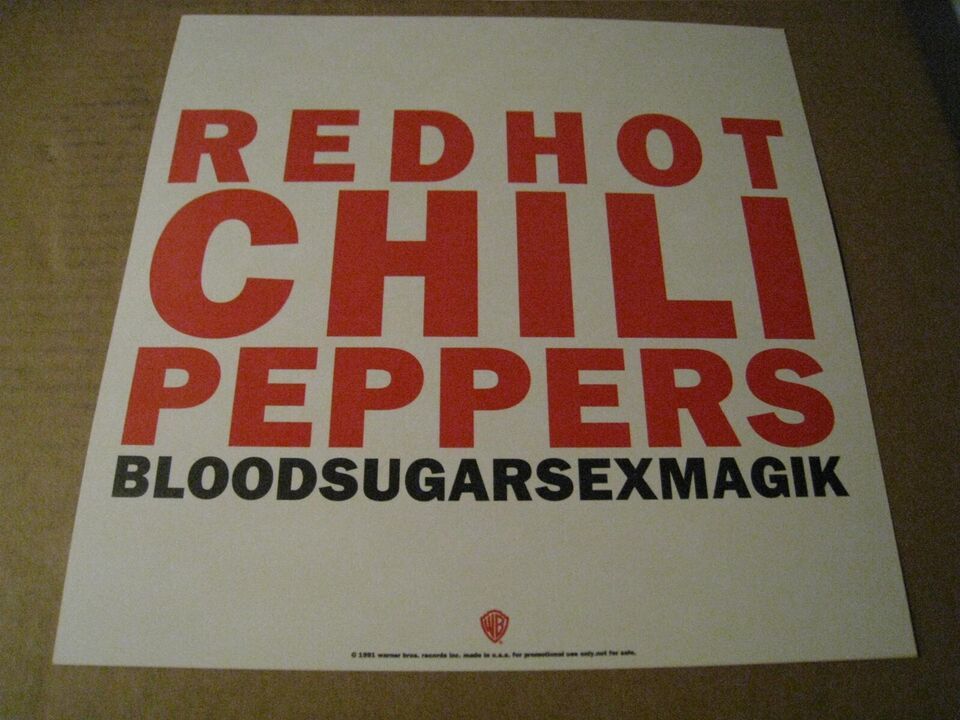 REDHOT
CHILI
PEPPERS
BLOODSUGARSEXMAGIK
WB
© 1991 warner bros. records inc. made in u.s.a. for promotional use only.not for sale.